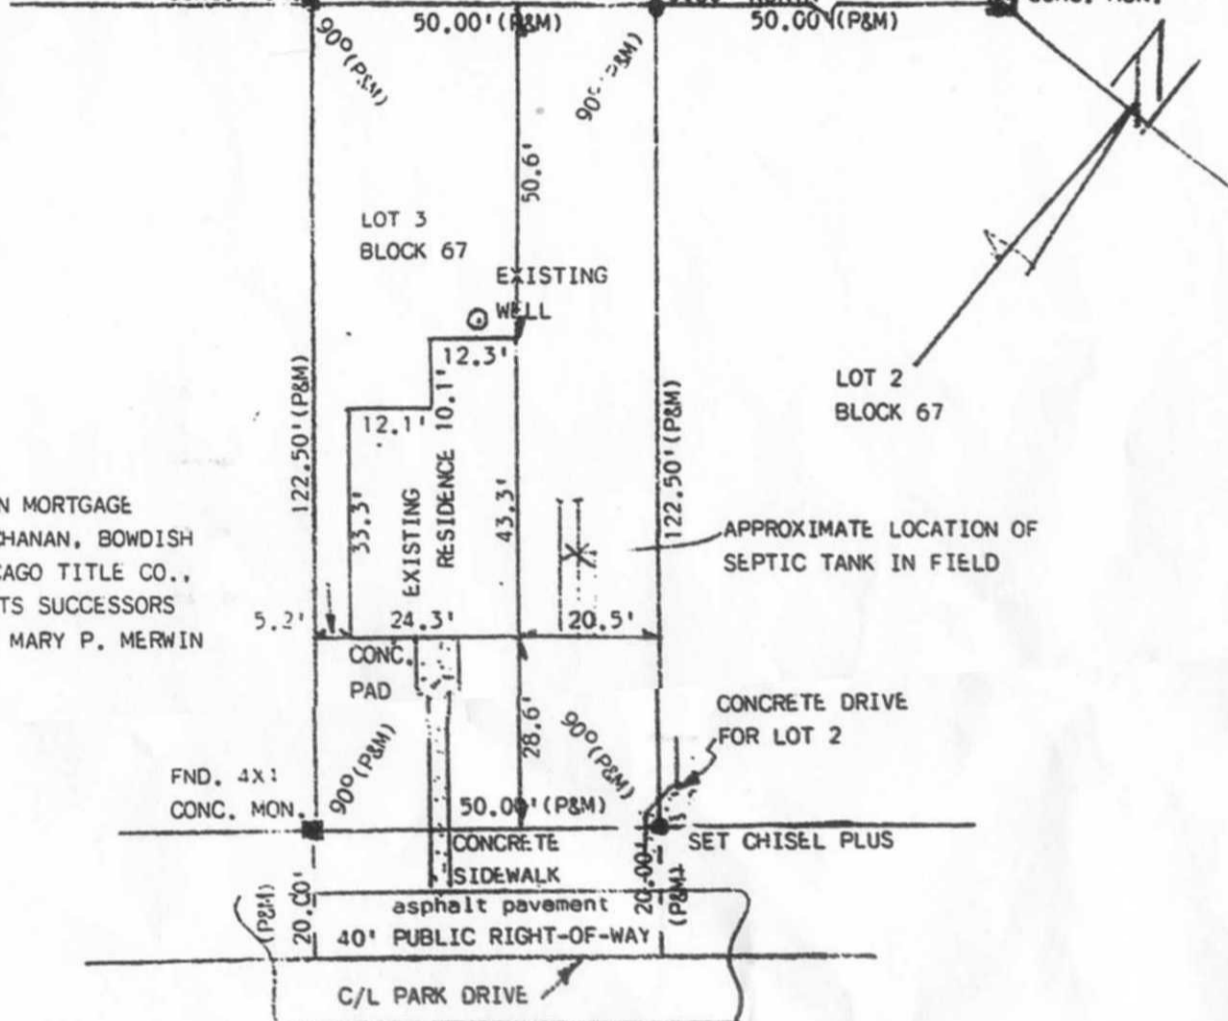 50.00'(P&M)
50.00'(P&M)
CONC. MON.
90°(P&M)
90° (P&M)
50.6'
LOT 3
BLOCK 67
EXISTING
WELL
12.3'
10.1'
12.1'
122.50'(P&M)
33.3'
EXISTING
RESIDENCE
43.3'
122.50'(P&M)
LOT 2
BLOCK 67
N MORTGAGE
CHANAN, BOWDISH
CAGO TITLE CO.,
TS SUCCESSORS
MARY P. MERWIN
APPROXIMATE LOCATION OF
SEPTIC TANK IN FIELD
5.2'
24.3'
20.5'
CONC.
PAD
28.6'
90°(P&M)
90°(P&M)
CONCRETE DRIVE
FOR LOT 2
FND. 4X
CONC. MON.
50.00'(P&M)
SET CHISEL PLUS
CONCRETE
SIDEWALK
20.00'
(P&M)
20.00'
(P&M)
asphalt pavement
40' PUBLIC RIGHT-OF-WAY
C/L PARK DRIVE